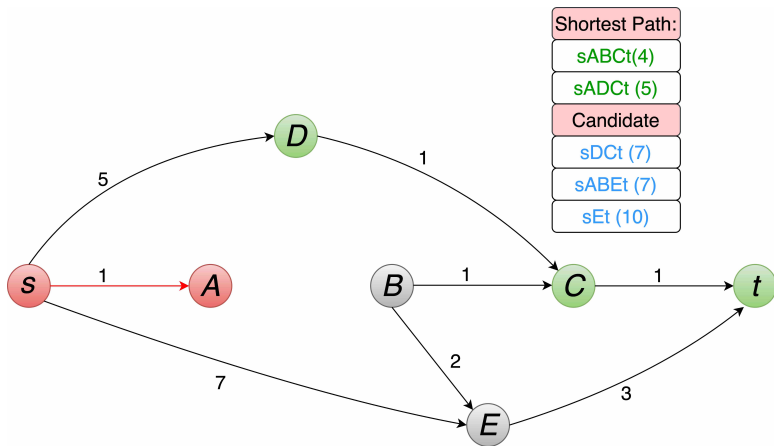 Shortest Path:
sABCt(4)
sADCt (5)
Candidate
sDCt (7)
sABEt (7)
sEt (10)
D
5
1
s
1
A
B
1
C
1
t
2
7
3
E